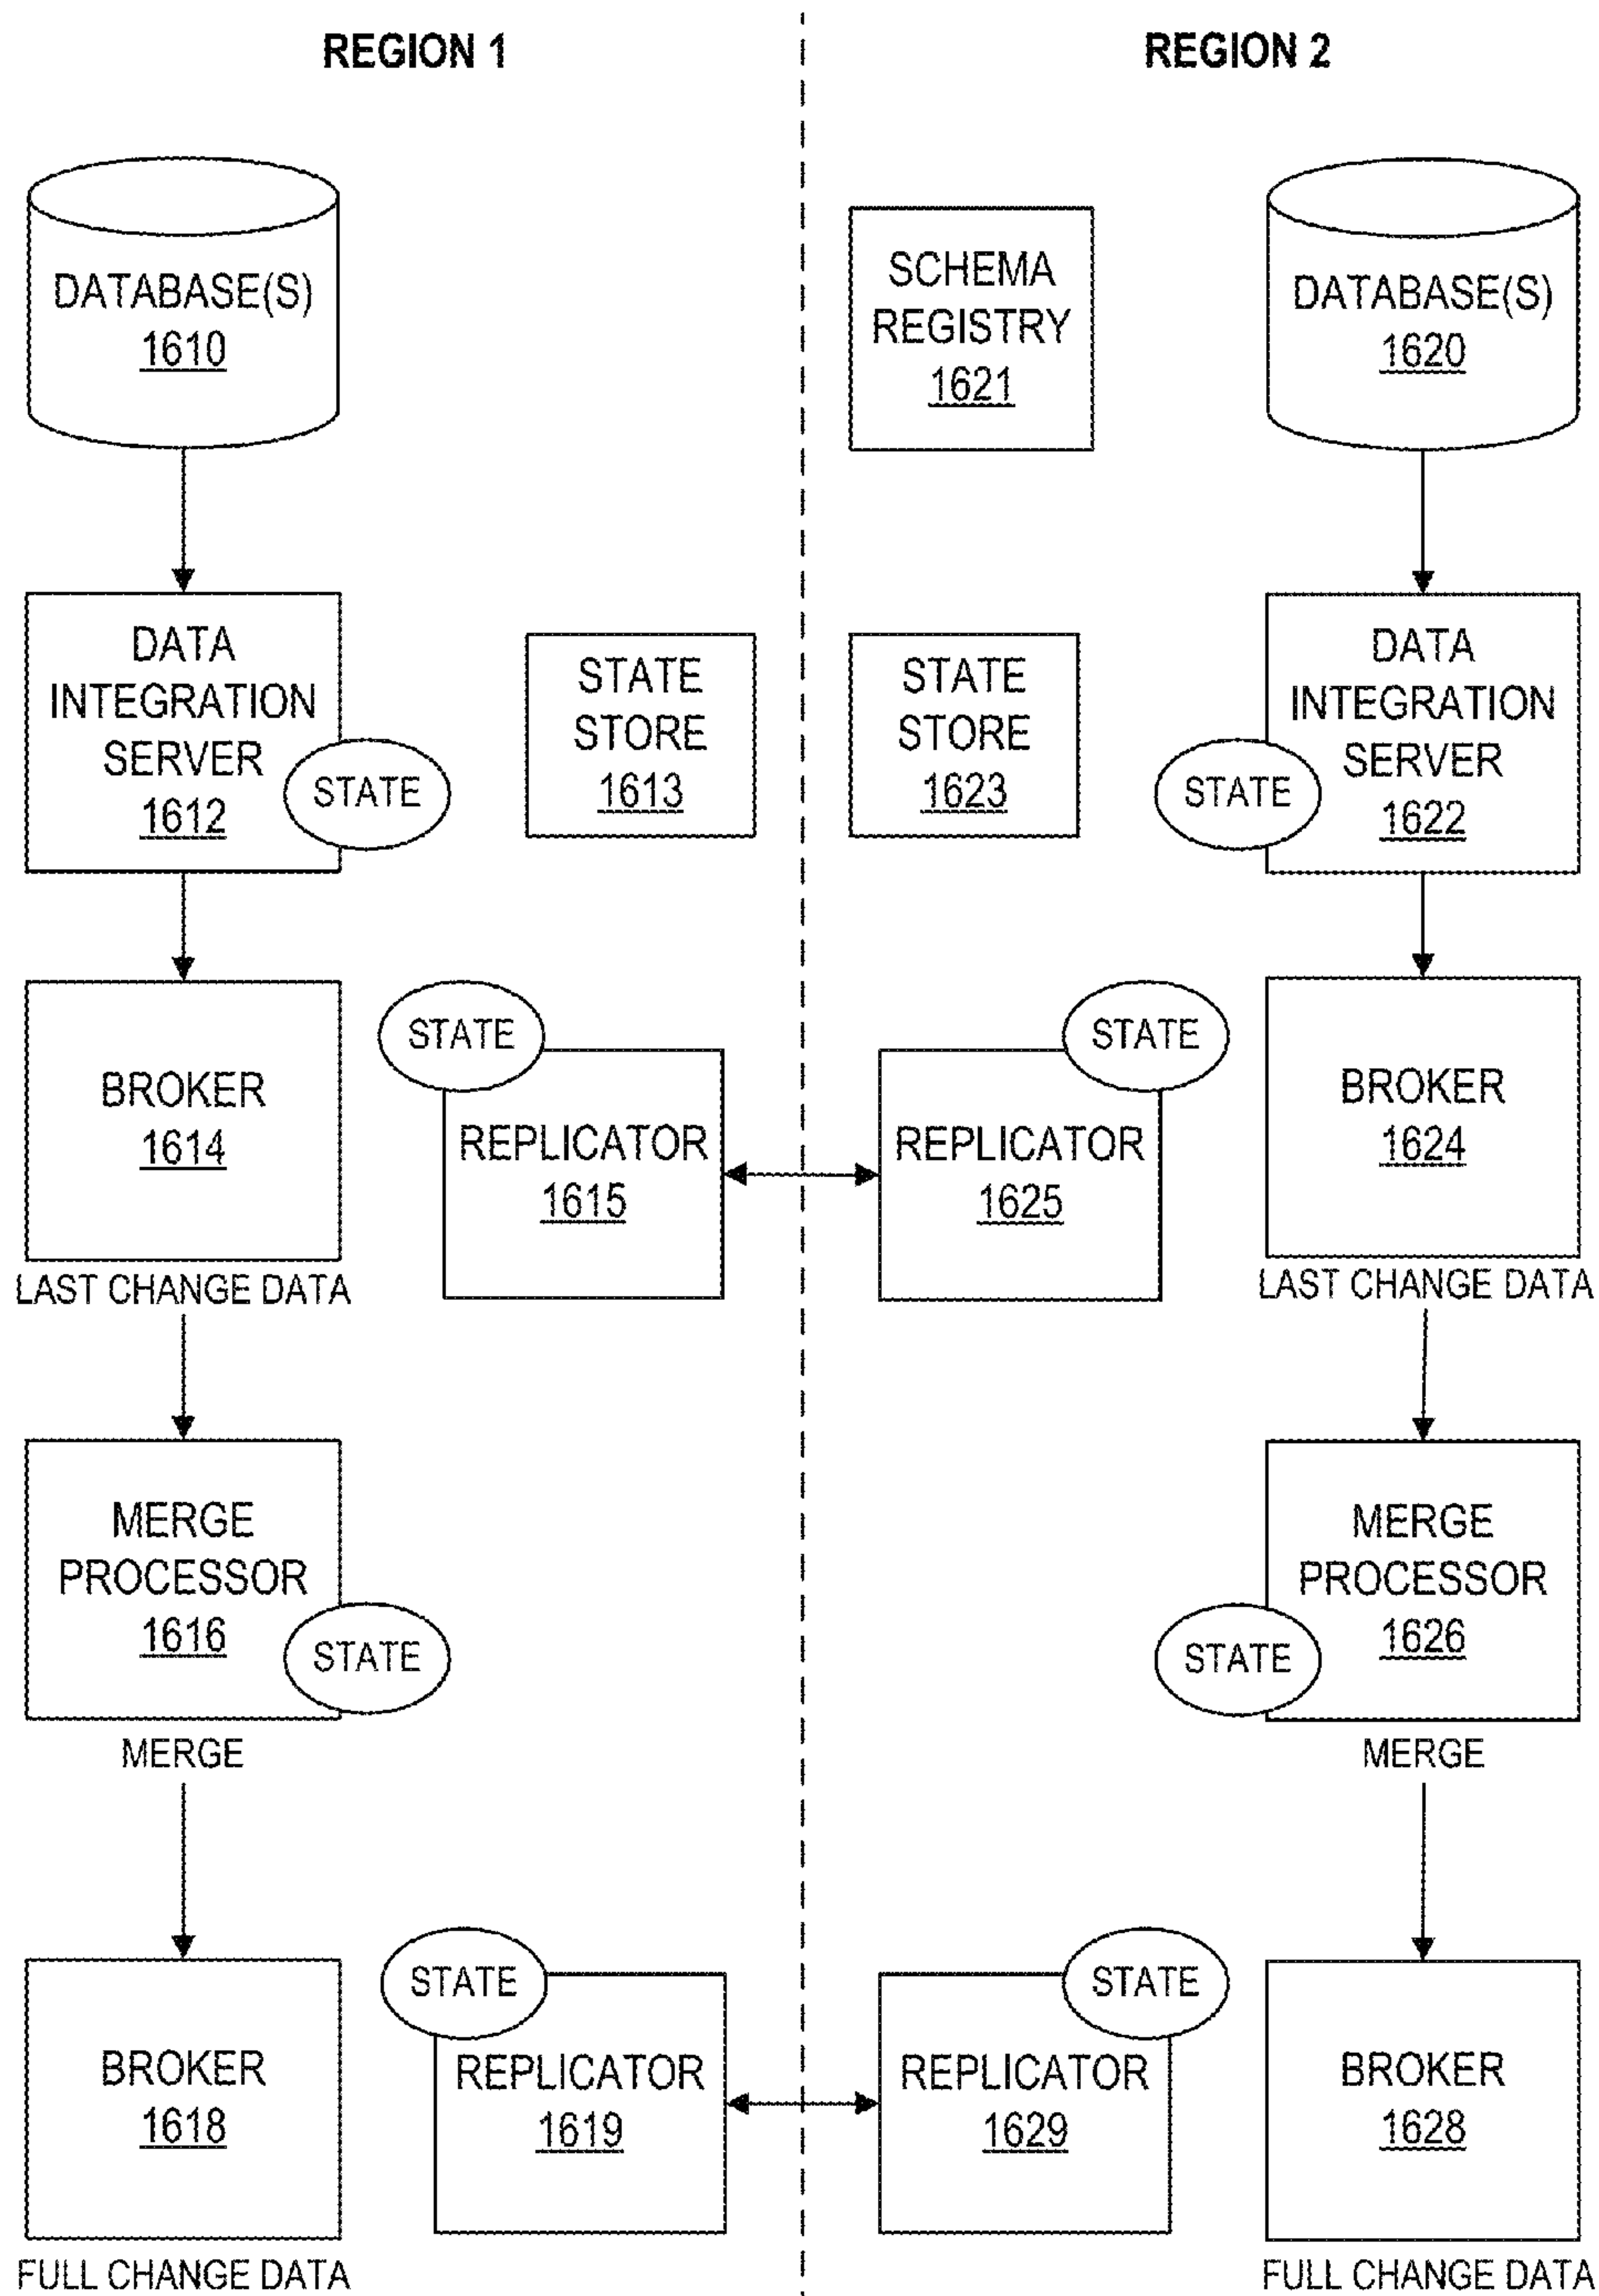 REGION 1
REGION 2
DATABASE(S)
1610
SCHEMA
REGISTRY
1621
DATABASE(S)
1620
DATA
INTEGRATION
SERVER
1612
STATE
STATE
STORE
1613
STATE
STORE
1623
DATA
INTEGRATION
SERVER
1622
STATE
BROKER
1614
LAST CHANGE DATA
STATE
REPLICATOR
1615
STATE
REPLICATOR
1625
BROKER
1624
LAST CHANGE DATA
MERGE
PROCESSOR
1616
STATE
MERGE
MERGE
PROCESSOR
1626
STATE
MERGE
BROKER
1618
FULL CHANGE DATA
STATE
REPLICATOR
1619
STATE
REPLICATOR
1629
BROKER
1628
FULL CHANGE DATA